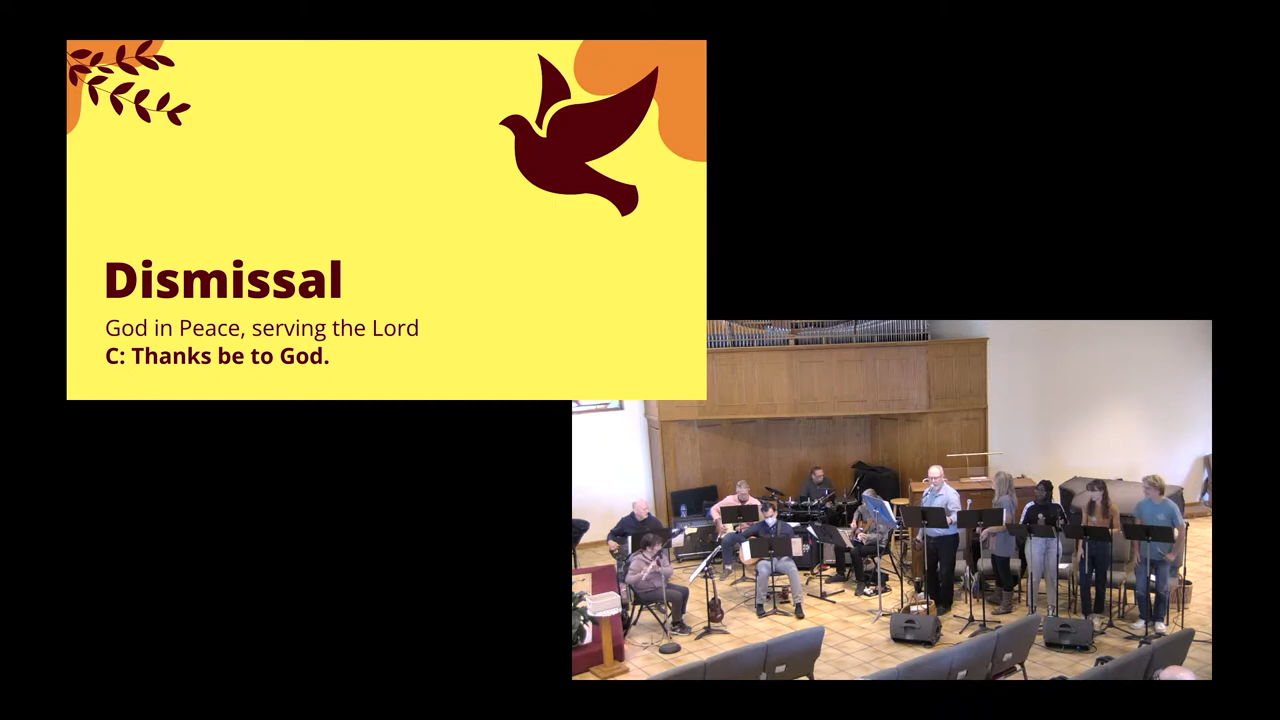 Dismissal
God in Peace, serving the Lord
C: Thanks be to God.